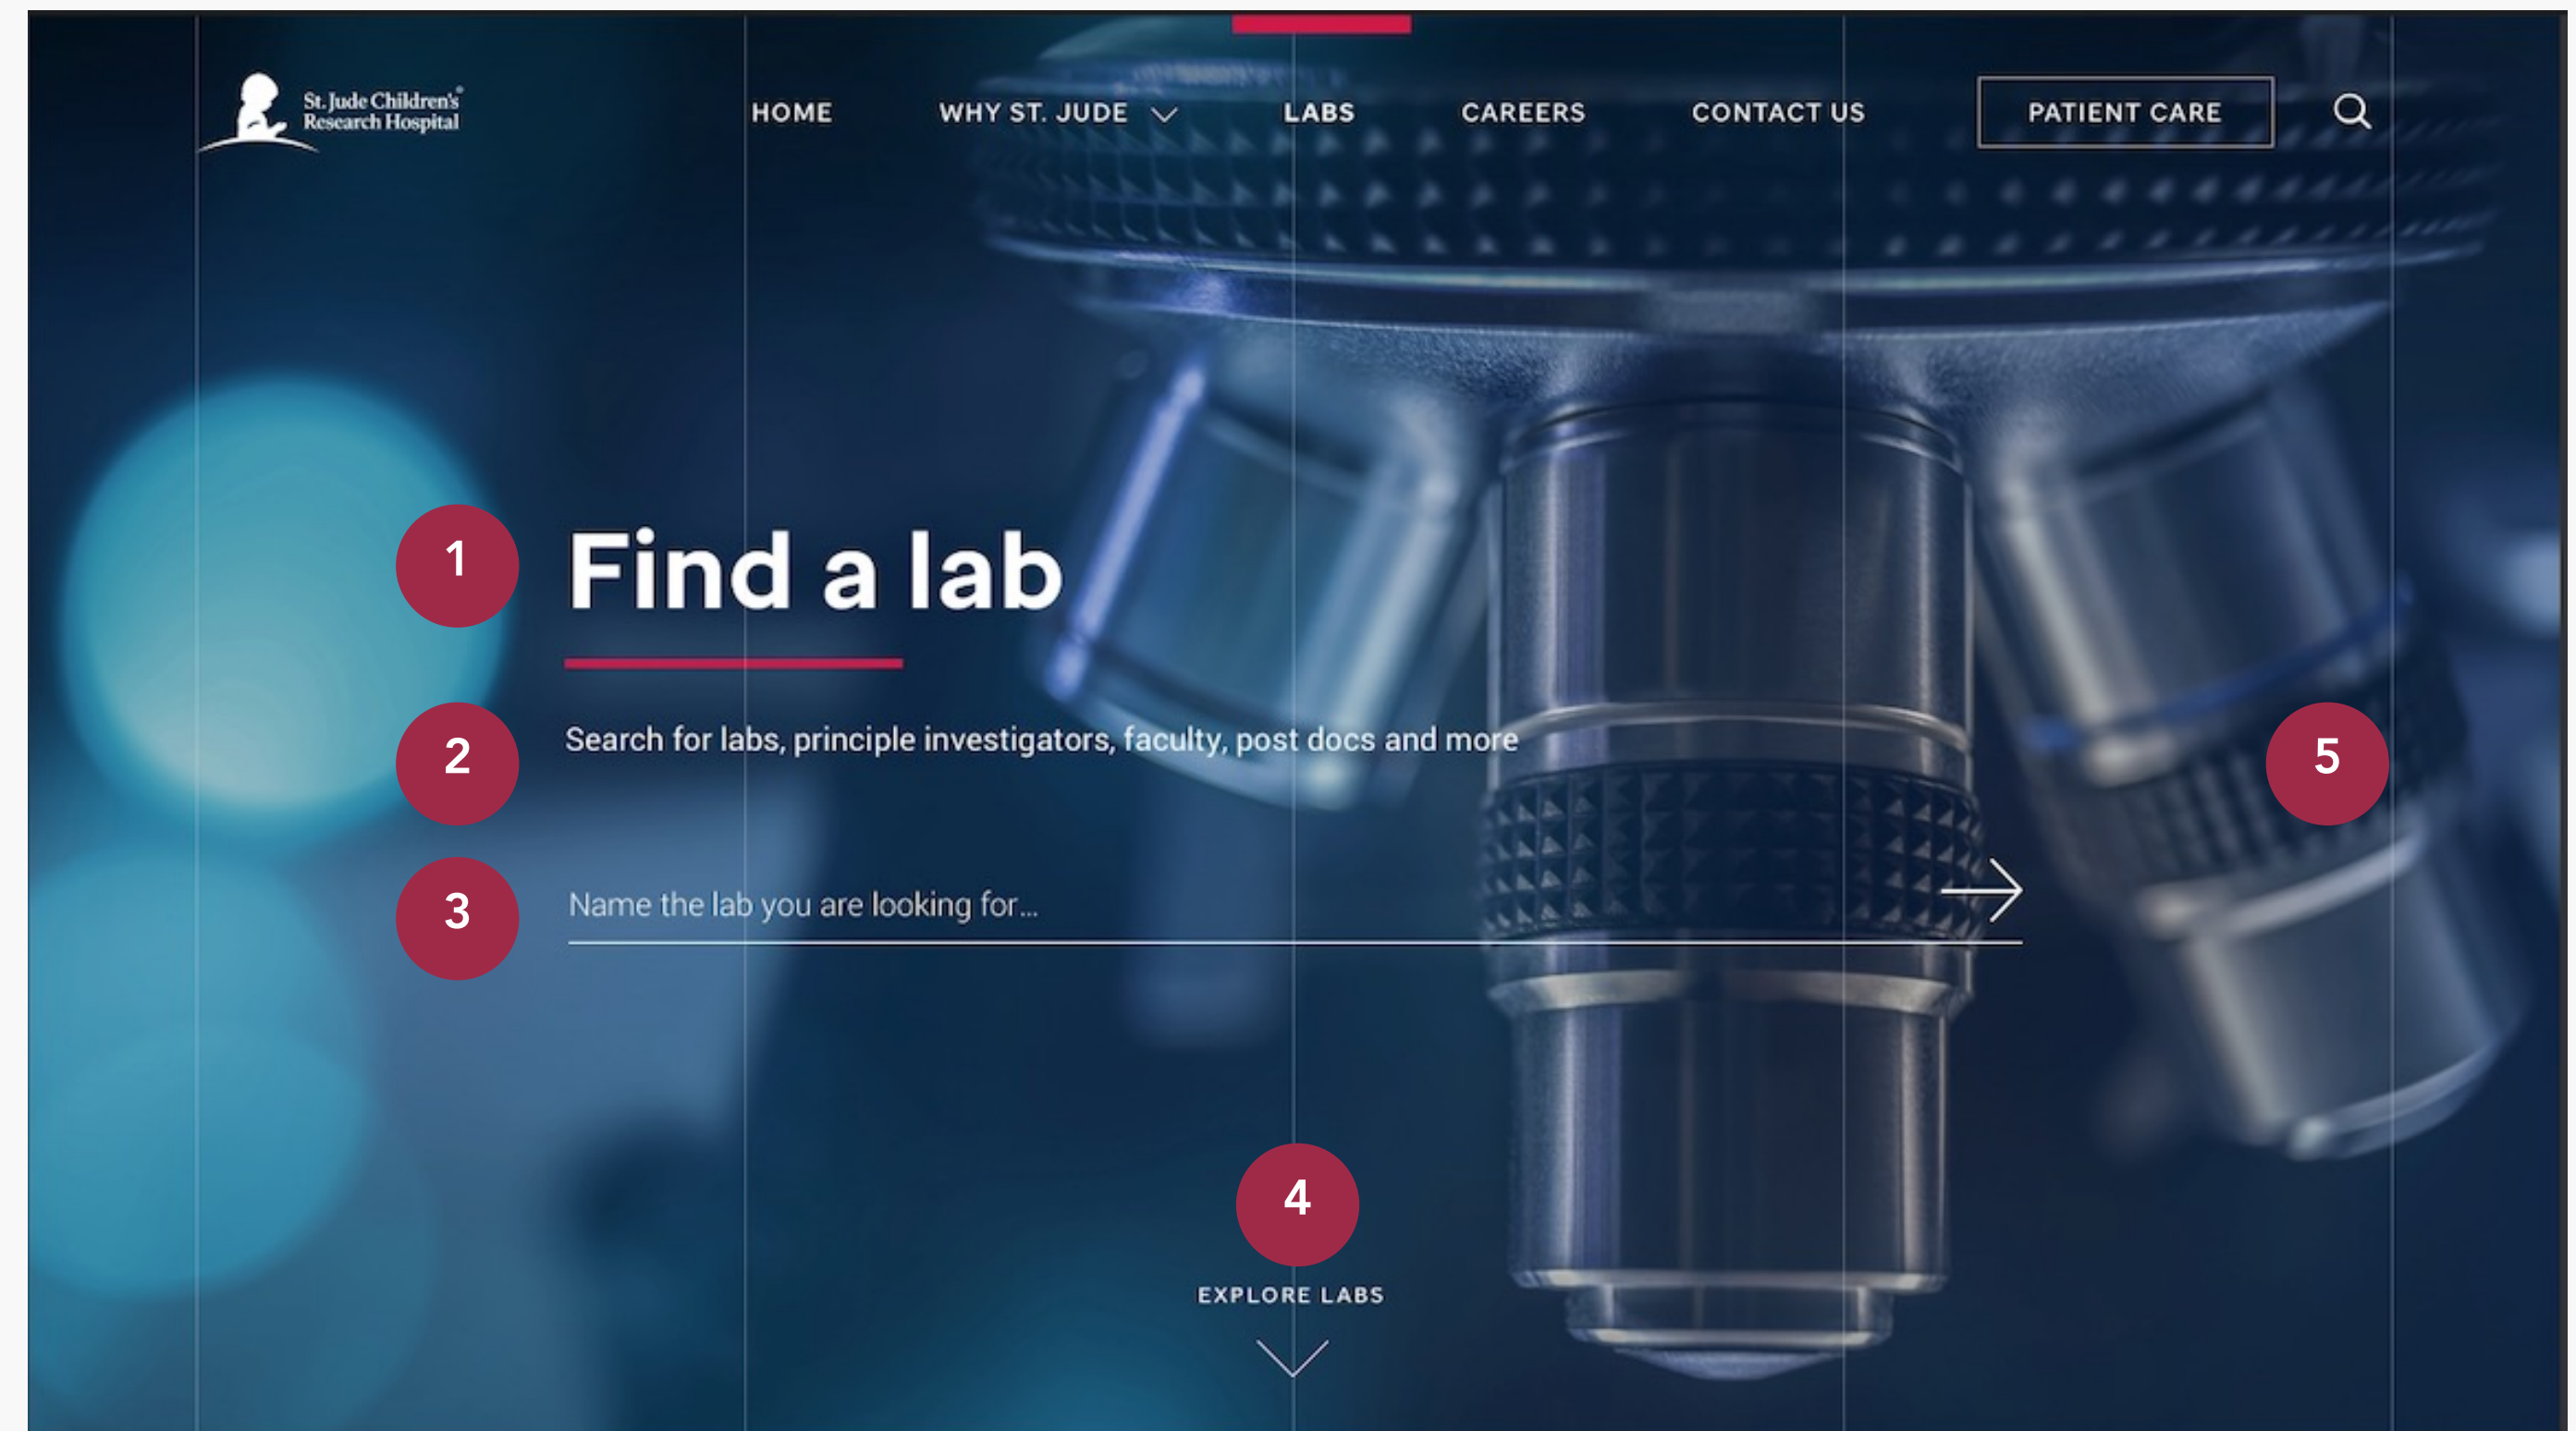 St. Jude Children's®
Research Hospital
HOME
WHY ST. JUDE
LABS
CAREERS
CONTACT US
PATIENT CARE
1
Find a lab
2
Search for labs, principle investigators, faculty, post docs and more
5
3
Name the lab you are looking for...
4
EXPLORE LABS